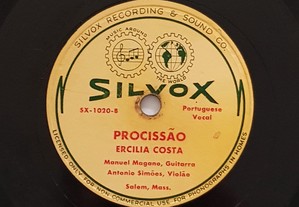 SILVOX RECORDING & SOUND CO.
MUSIC AROUND
THE WORLD
SILVOX
SX-1020-B
Portuguese
Vocal
PROCISSÃO
ERCILIA COSTA
Manuel Magano, Guitarra
Antonio Simões, Violão
Salem, Mass.
LICENSED ONLY FOR NON-COMMERCIAL USE FOR PHONOGRAPHS IN HOMES